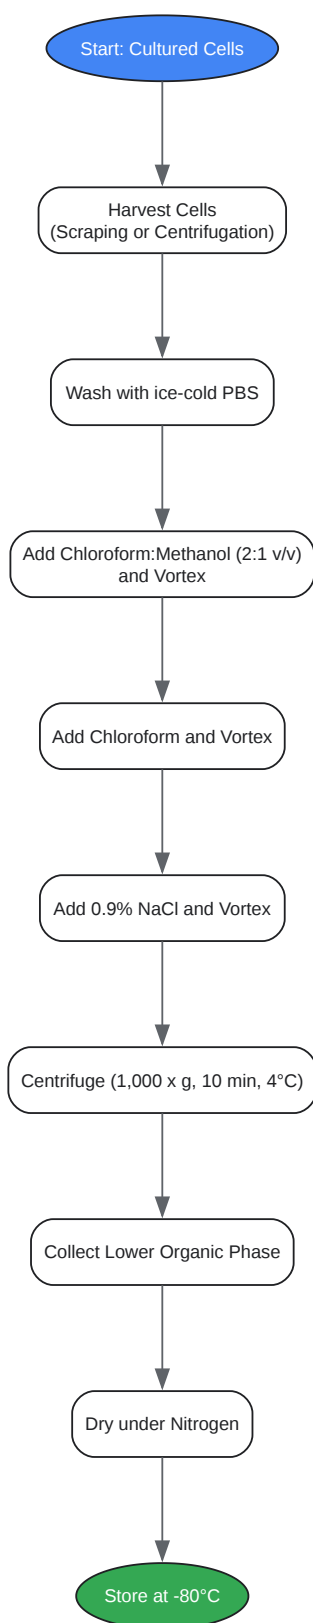 Start: Cultured Cells
Harvest Cells
(Scraping or Centrifugation)
Wash with ice-cold PBS
Add Chloroform:Methanol (2:1 v/v)
and Vortex
Add Chloroform and Vortex
Add 0.9% NaCl and Vortex
Centrifuge (1,000 x g, 10 min, 4°C)
Collect Lower Organic Phase
Dry under Nitrogen
Store at -80°C